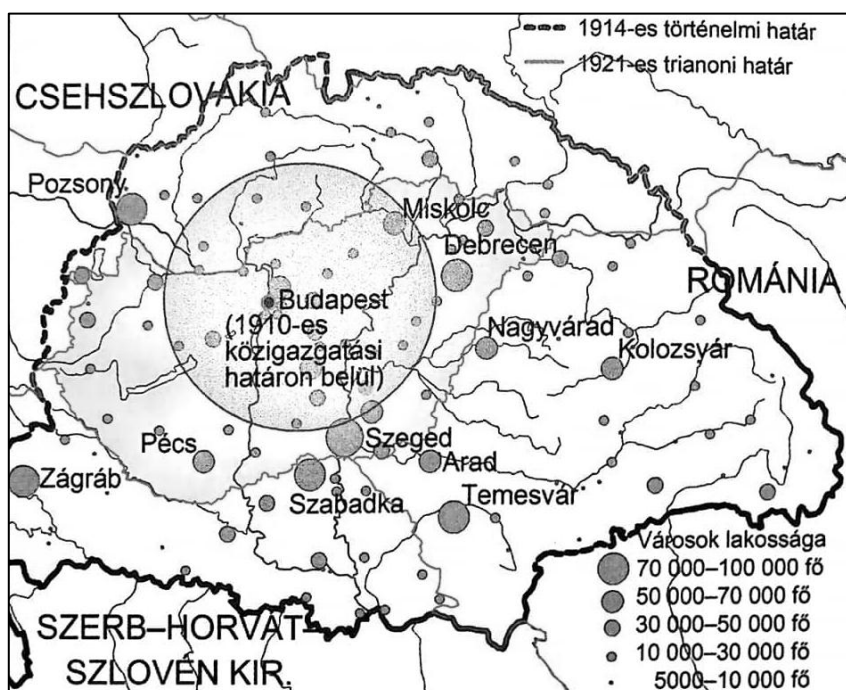 1914-es történelmi határ
1921-es trianoni határ
CSEHSZLOVÁKIA
Pozsony
Miskolc
Debrecen
ROMÁNIA
Budapest
(1910-es
közigazgatási
határon belül)
Nagyvárad
Kolozsvár
Pécs
Szeged
Arad
Zágráb
Szabadka
Temesvár
Városok lakossága
70 000–100 000 fő
50 000–70 000 fő
30 000–50 000 fő
10 000–30 000 fő
5000–10 000 fő
SZERB–HORVÁT–
SZLOVÉN KIR.